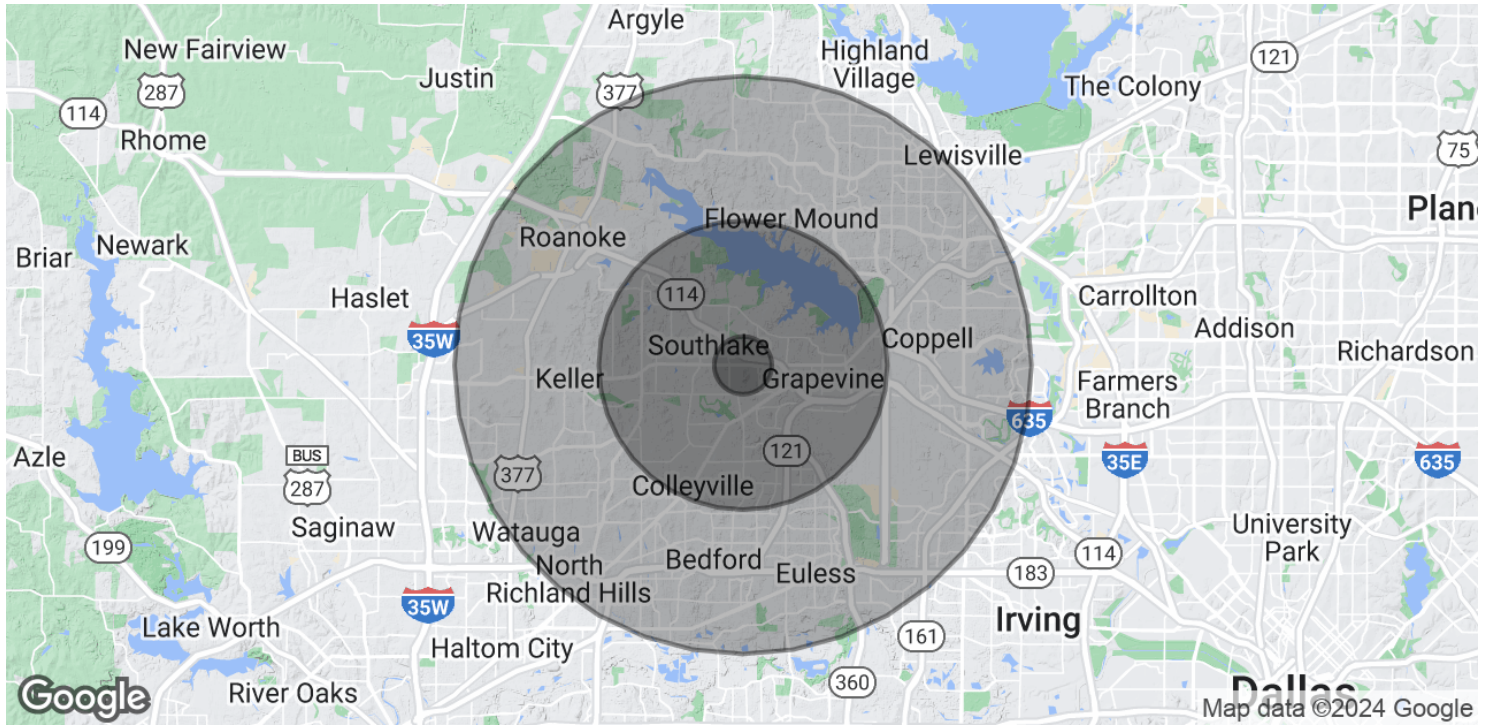 Argyle
New Fairview
Highland
Village
121
Justin
377
The Colony
287
114
Rhome
75
Lewisville
Plan
Flower Mound
Roanoke
Newark
Briar
Haslet
114
Carrollton
Addison
35W
Southlake
Coppell
Richardson
Keller
Grapevine
Farmers
Branch
635
121
Azle
BUS
287
377
35E
635
Colleyville
Saginaw
Watauga
University
Park
199
North
Richland Hills
Bedford
Euless
183
114
35W
Irving
Lake Worth
161
Haltom City
360
River Oaks
Dallas
Google
Map data ©2024 Google